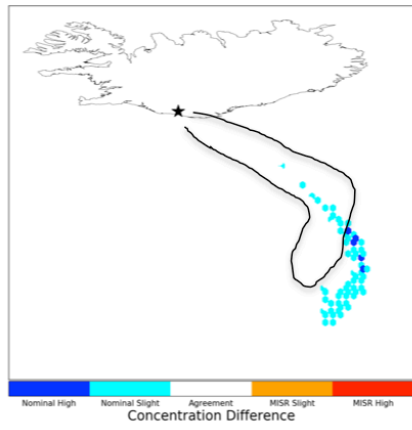 Nominal High Nominal Slight Agreement MISR Slight MISR High
Concentration Difference